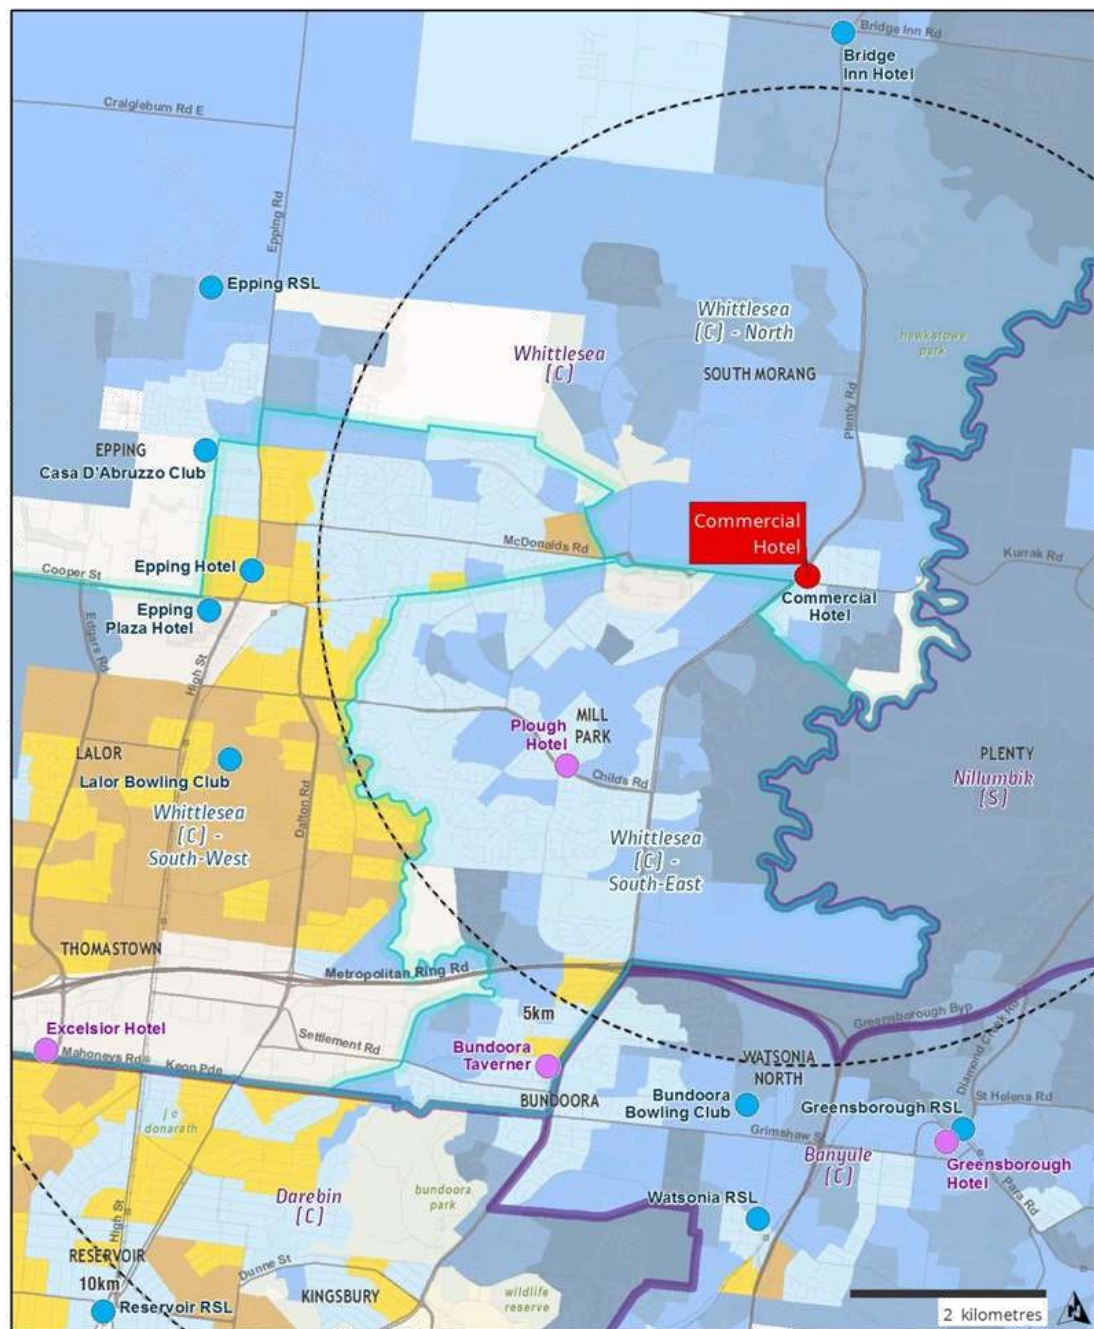 Bridge Inn Rd
Bridge
Inn Hotel
Craigieburn Rd E
Epping Rd
Epping RSL
Whittlesea
(C) - North
hawkstowe
park
Whittlesea
(C)
SOUTH MORANG
Plenty Rd
EPPING
Casa D'Abruzzo Club
Commercial
Hotel
McDonalds Rd
Kurrak Rd
Cooper St
Epping Hotel
Commercial
Hotel
Epping
Plaza Hotel
Edgars Rd
High St
Plough
Hotel
MILL
PARK
LALOR
PLENTY
Nillumbik
(S)
Lalor Bowling Club
Childs Rd
Dalton Rd
Whittlesea
(C) -
South-West
Whittlesea
(C) -
South-East
THOMASTOWN
Metropolitan Ring Rd
5km
Greensborough Byp
Diamond Creek Rd
Excelsior Hotel
Settlement Rd
Mahoneys Rd
Keon Pde
Bundoora
Taverner
WATSONIA
NORTH
BUNDOORA
Bundoora
Bowling Club
Greensborough RSL
St Helena Rd
j c
donarath
Grimshaw S
Banyule
(C)
Greensborough
Hotel
Para Rd
Darebin
(C)
bundoora
park
Watsonia RSL
High St
RESERVOIR
10km
Dunne St
KINGSBURY
wildlife
reserve
Reservoir RSL
2 kilometres